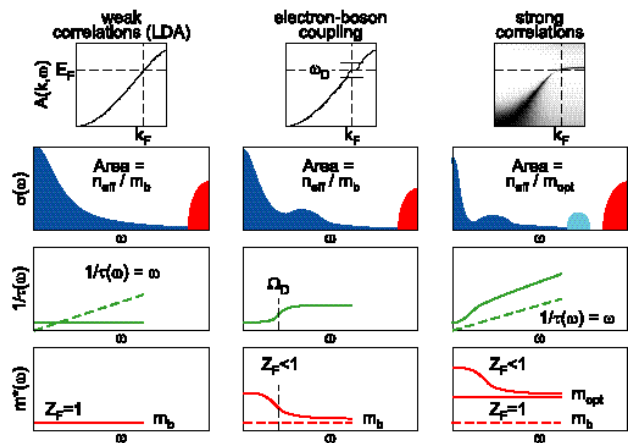 weak
correlations (LDA)
electron-boson
coupling
strong
correlations
A(k,ω)
E_F
ω_D
k_F
k_F
k_F
σ(ω)
Area =
n_eff / m_b
Area =
n_eff / m_b
Area =
n_eff / m_opt
ω
ω
ω
1/τ(ω)
1/τ(ω) = ω
Ω_D
1/τ(ω) = ω
ω
ω
ω
m*(ω)
Z_F=1
m_b
Z_F<1
m_b
Z_F<1
m_opt
Z_F=1
m_b
ω
ω
ω